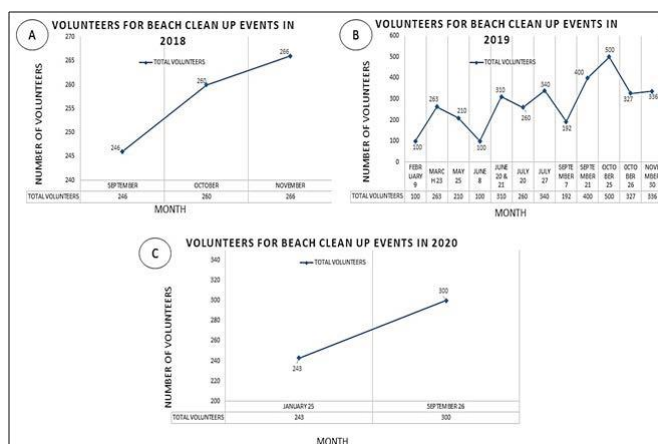 A
VOLUNTEERS FOR BEACH CLEAN UP EVENTS IN
2018
TOTAL VOLUNTEERS
NUMBER OF VOLUNTEERS
270
265
260
255
250
245
240
246
260
266
SEPTEMBER OCTOBER NOVEMBER
TOTAL VOLUNTEERS 246 260 266
MONTH
B
VOLUNTEERS FOR BEACH CLEAN UP EVENTS IN
2019
TOTAL VOLUNTEERS
NUMBER OF VOLUNTEERS
600
500
400
300
200
100
0
100
263
210
100
310
260
340
192
400
500
327
336
FEBR MARC MAY JUNE JUNE JULY JULY SEPTE SEPTE OCTO OCTO NOVE
UARY H 23 25 8 20 & 20 27 MBER MBER BER BER MBER
9 21 7 21 25 26 30
TOTAL VOLUNTEERS 100 263 210 100 310 260 340 192 400 500 327 336
MONTH
C
VOLUNTEERS FOR BEACH CLEAN UP EVENTS IN 2020
TOTAL VOLUNTEERS
NUMBER OF VOLUNTEERS
340
320
300
280
260
240
220
200
243
300
JANUARY 25 SEPTEMBER 26
TOTAL VOLUNTEERS 243 300
MONTH